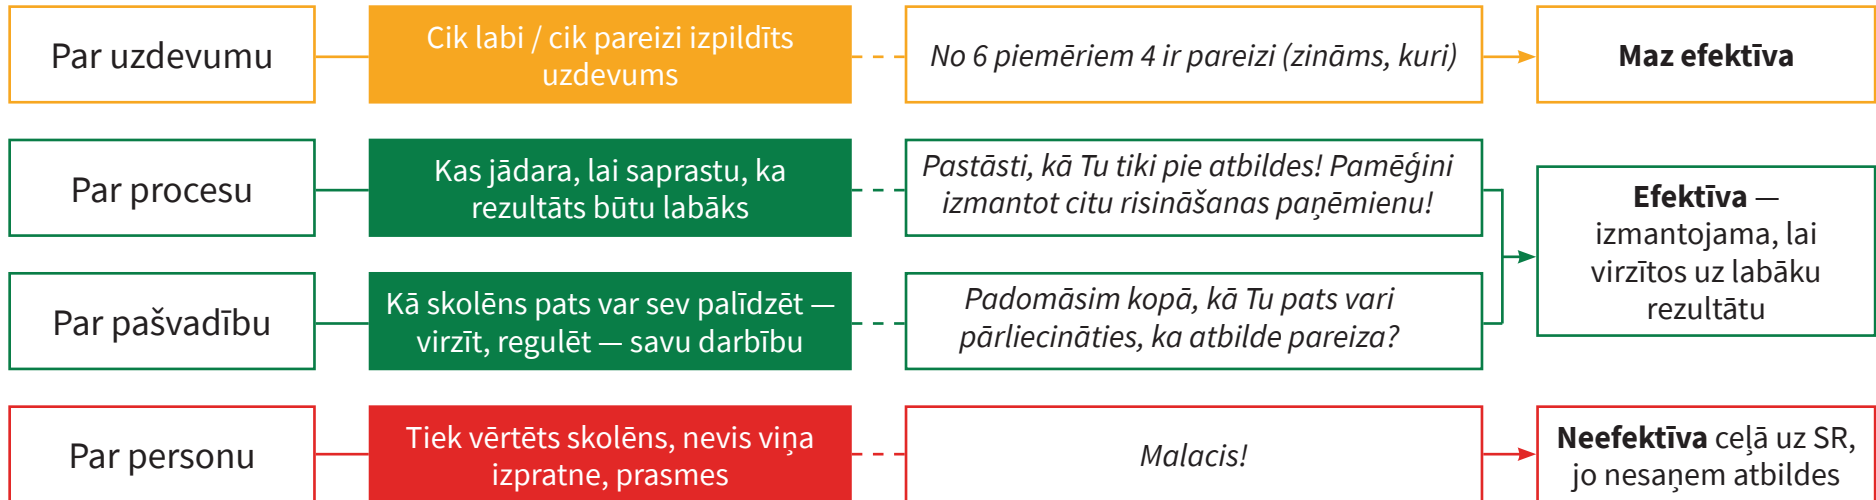 Par uzdevumu
Cik labi / cik pareizi izpildīts
uzdevums
No 6 piemēriem 4 ir pareizi (zināms, kuri)
Maz efektīva
Par procesu
Kas jādara, lai saprastu, ka
rezultāts būtu labāks
Pastāsti, kā Tu tiki pie atbildes! Pamēģini
izmantot citu risināšanas paņēmienu!
Par pašvadību
Kā skolēns pats var sev palīdzēt —
virzīt, regulēt — savu darbību
Padomāsim kopā, kā Tu pats vari
pārliecināties, ka atbilde pareiza?
Efektīva —
izmantojama, lai
virzītos uz labāku
rezultātu
Par personu
Tiek vērtēts skolēns, nevis viņa
izpratne, prasmes
Malacis!
Neefektīva ceļā uz SR,
jo nesaņem atbildes